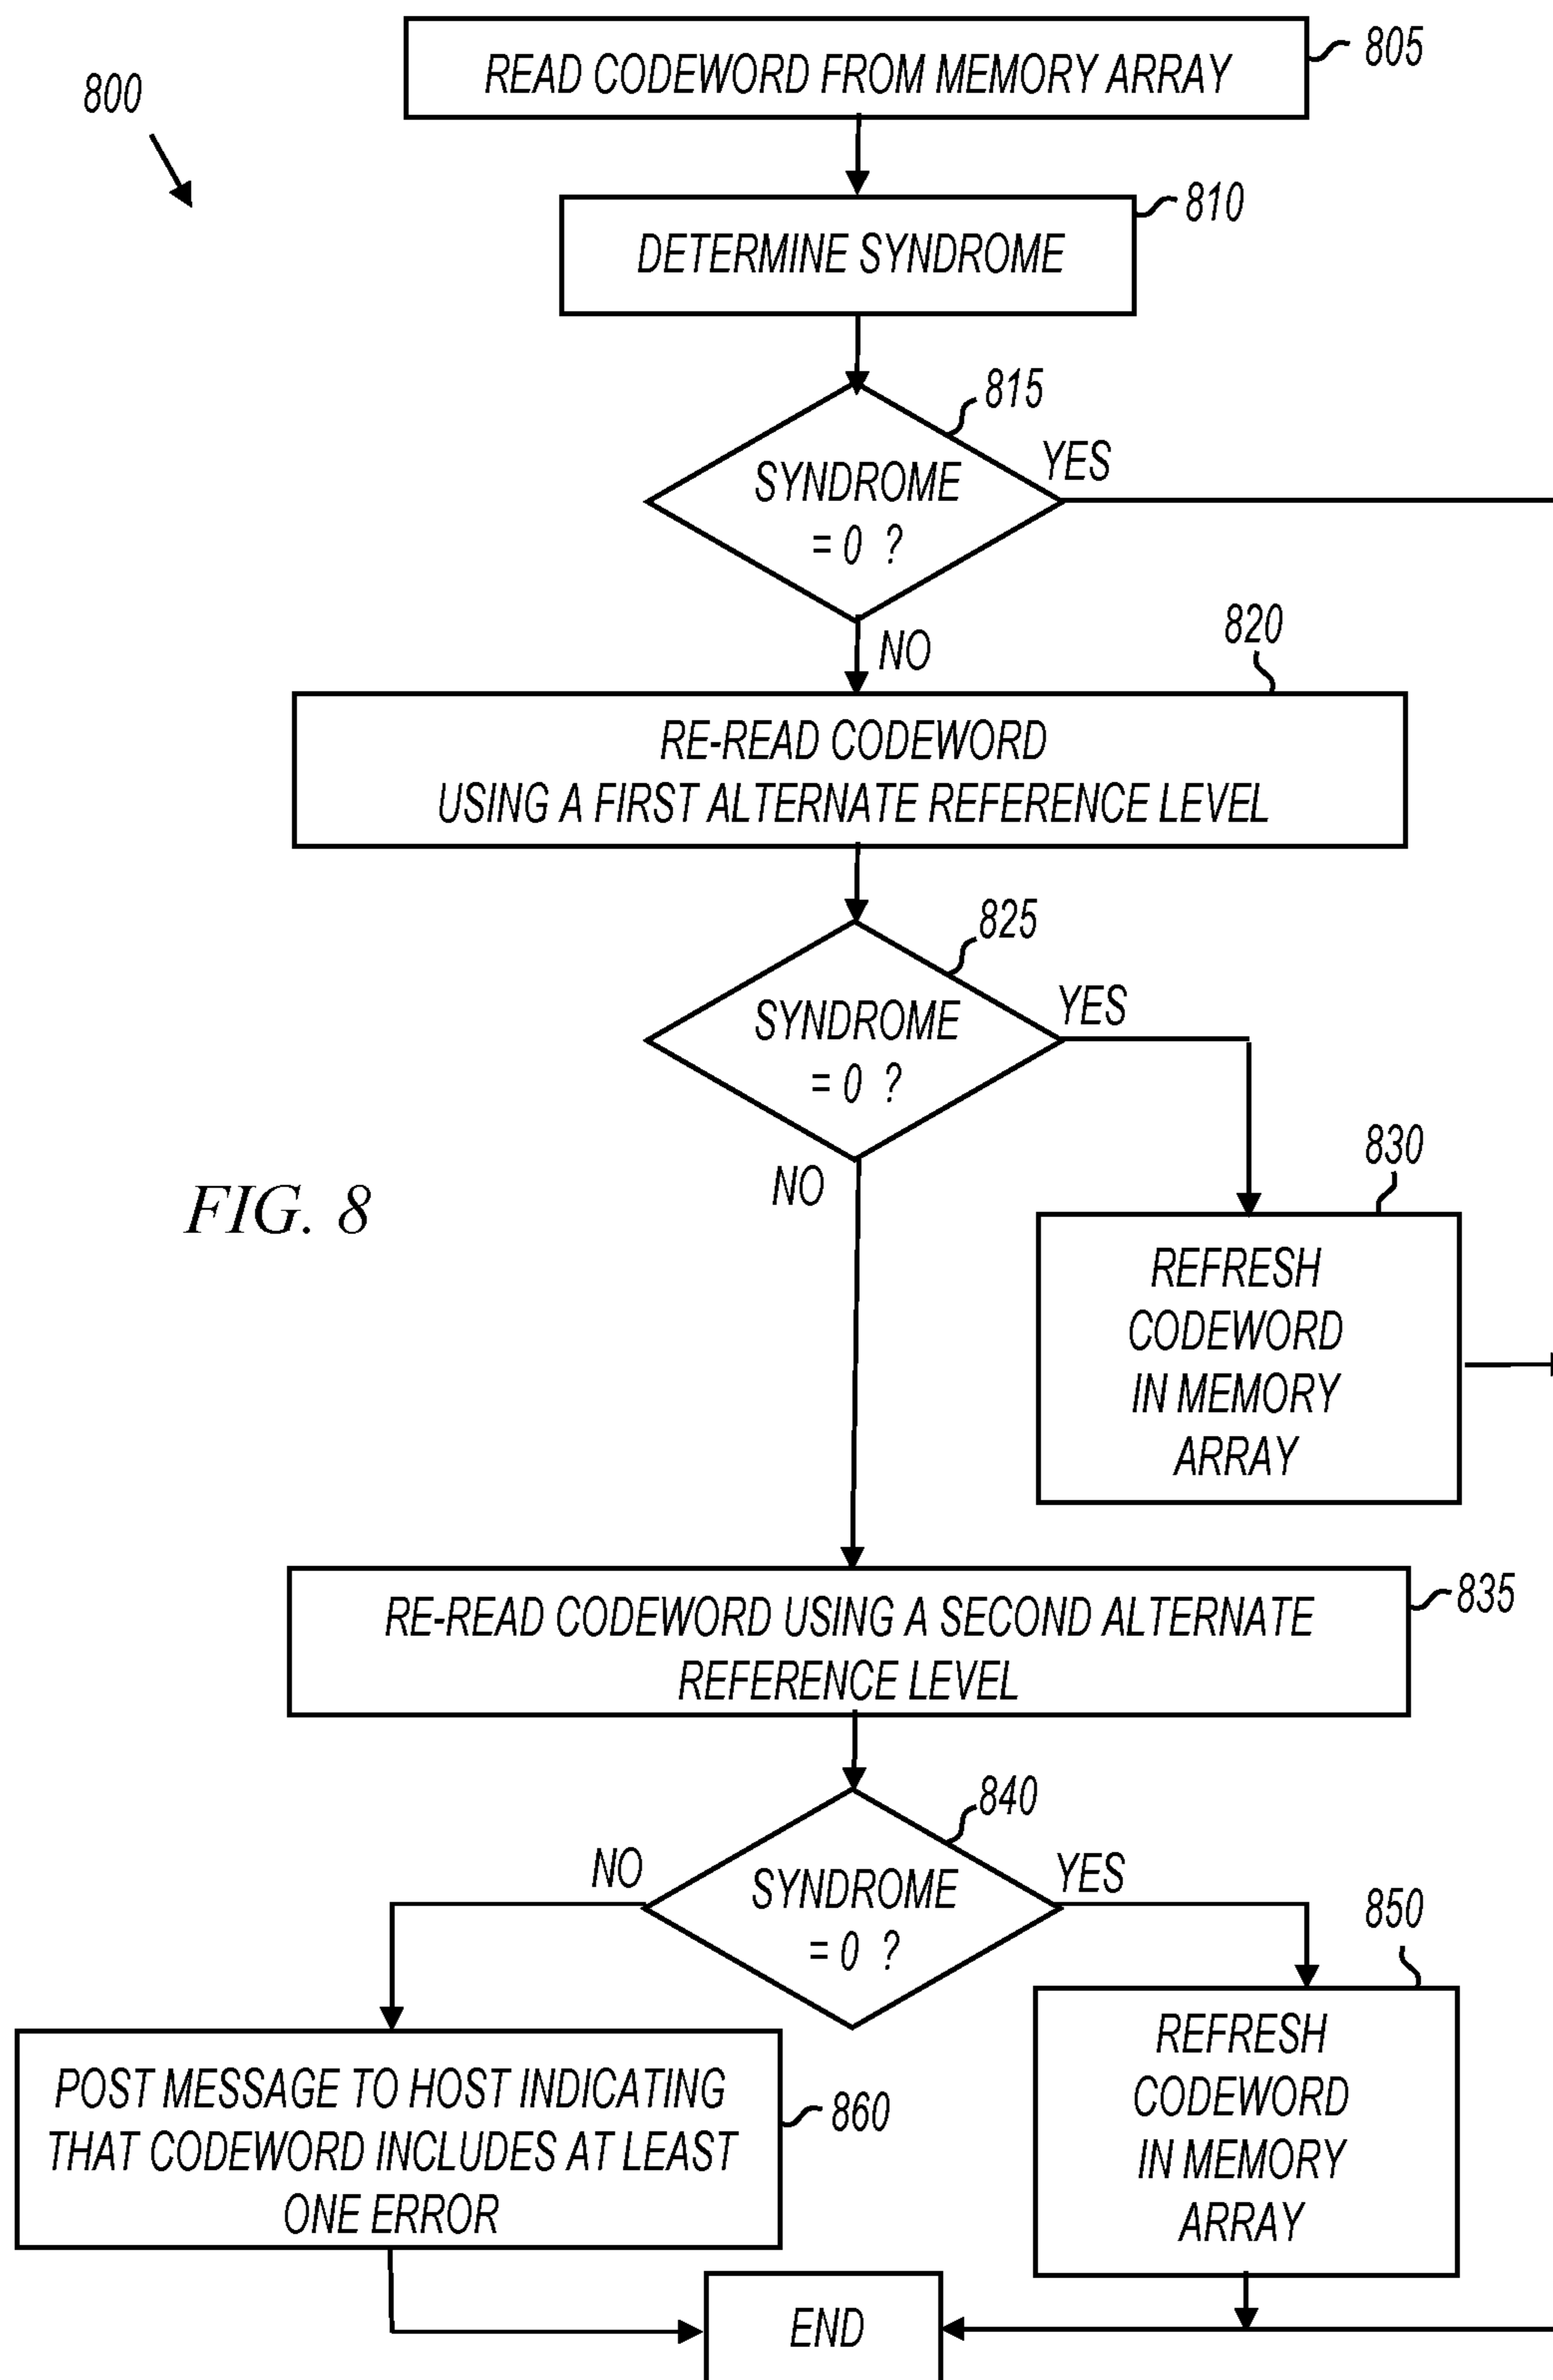 800
READ CODEWORD FROM MEMORY ARRAY
805
DETERMINE SYNDROME
810
815
SYNDROME
= 0 ?
YES
NO
820
RE-READ CODEWORD
USING A FIRST ALTERNATE REFERENCE LEVEL
825
SYNDROME
= 0 ?
YES
NO
FIG. 8
830
REFRESH
CODEWORD
IN MEMORY
ARRAY
RE-READ CODEWORD USING A SECOND ALTERNATE
REFERENCE LEVEL
835
840
SYNDROME
= 0 ?
NO
YES
850
REFRESH
CODEWORD
IN MEMORY
ARRAY
POST MESSAGE TO HOST INDICATING
THAT CODEWORD INCLUDES AT LEAST
ONE ERROR
860
END